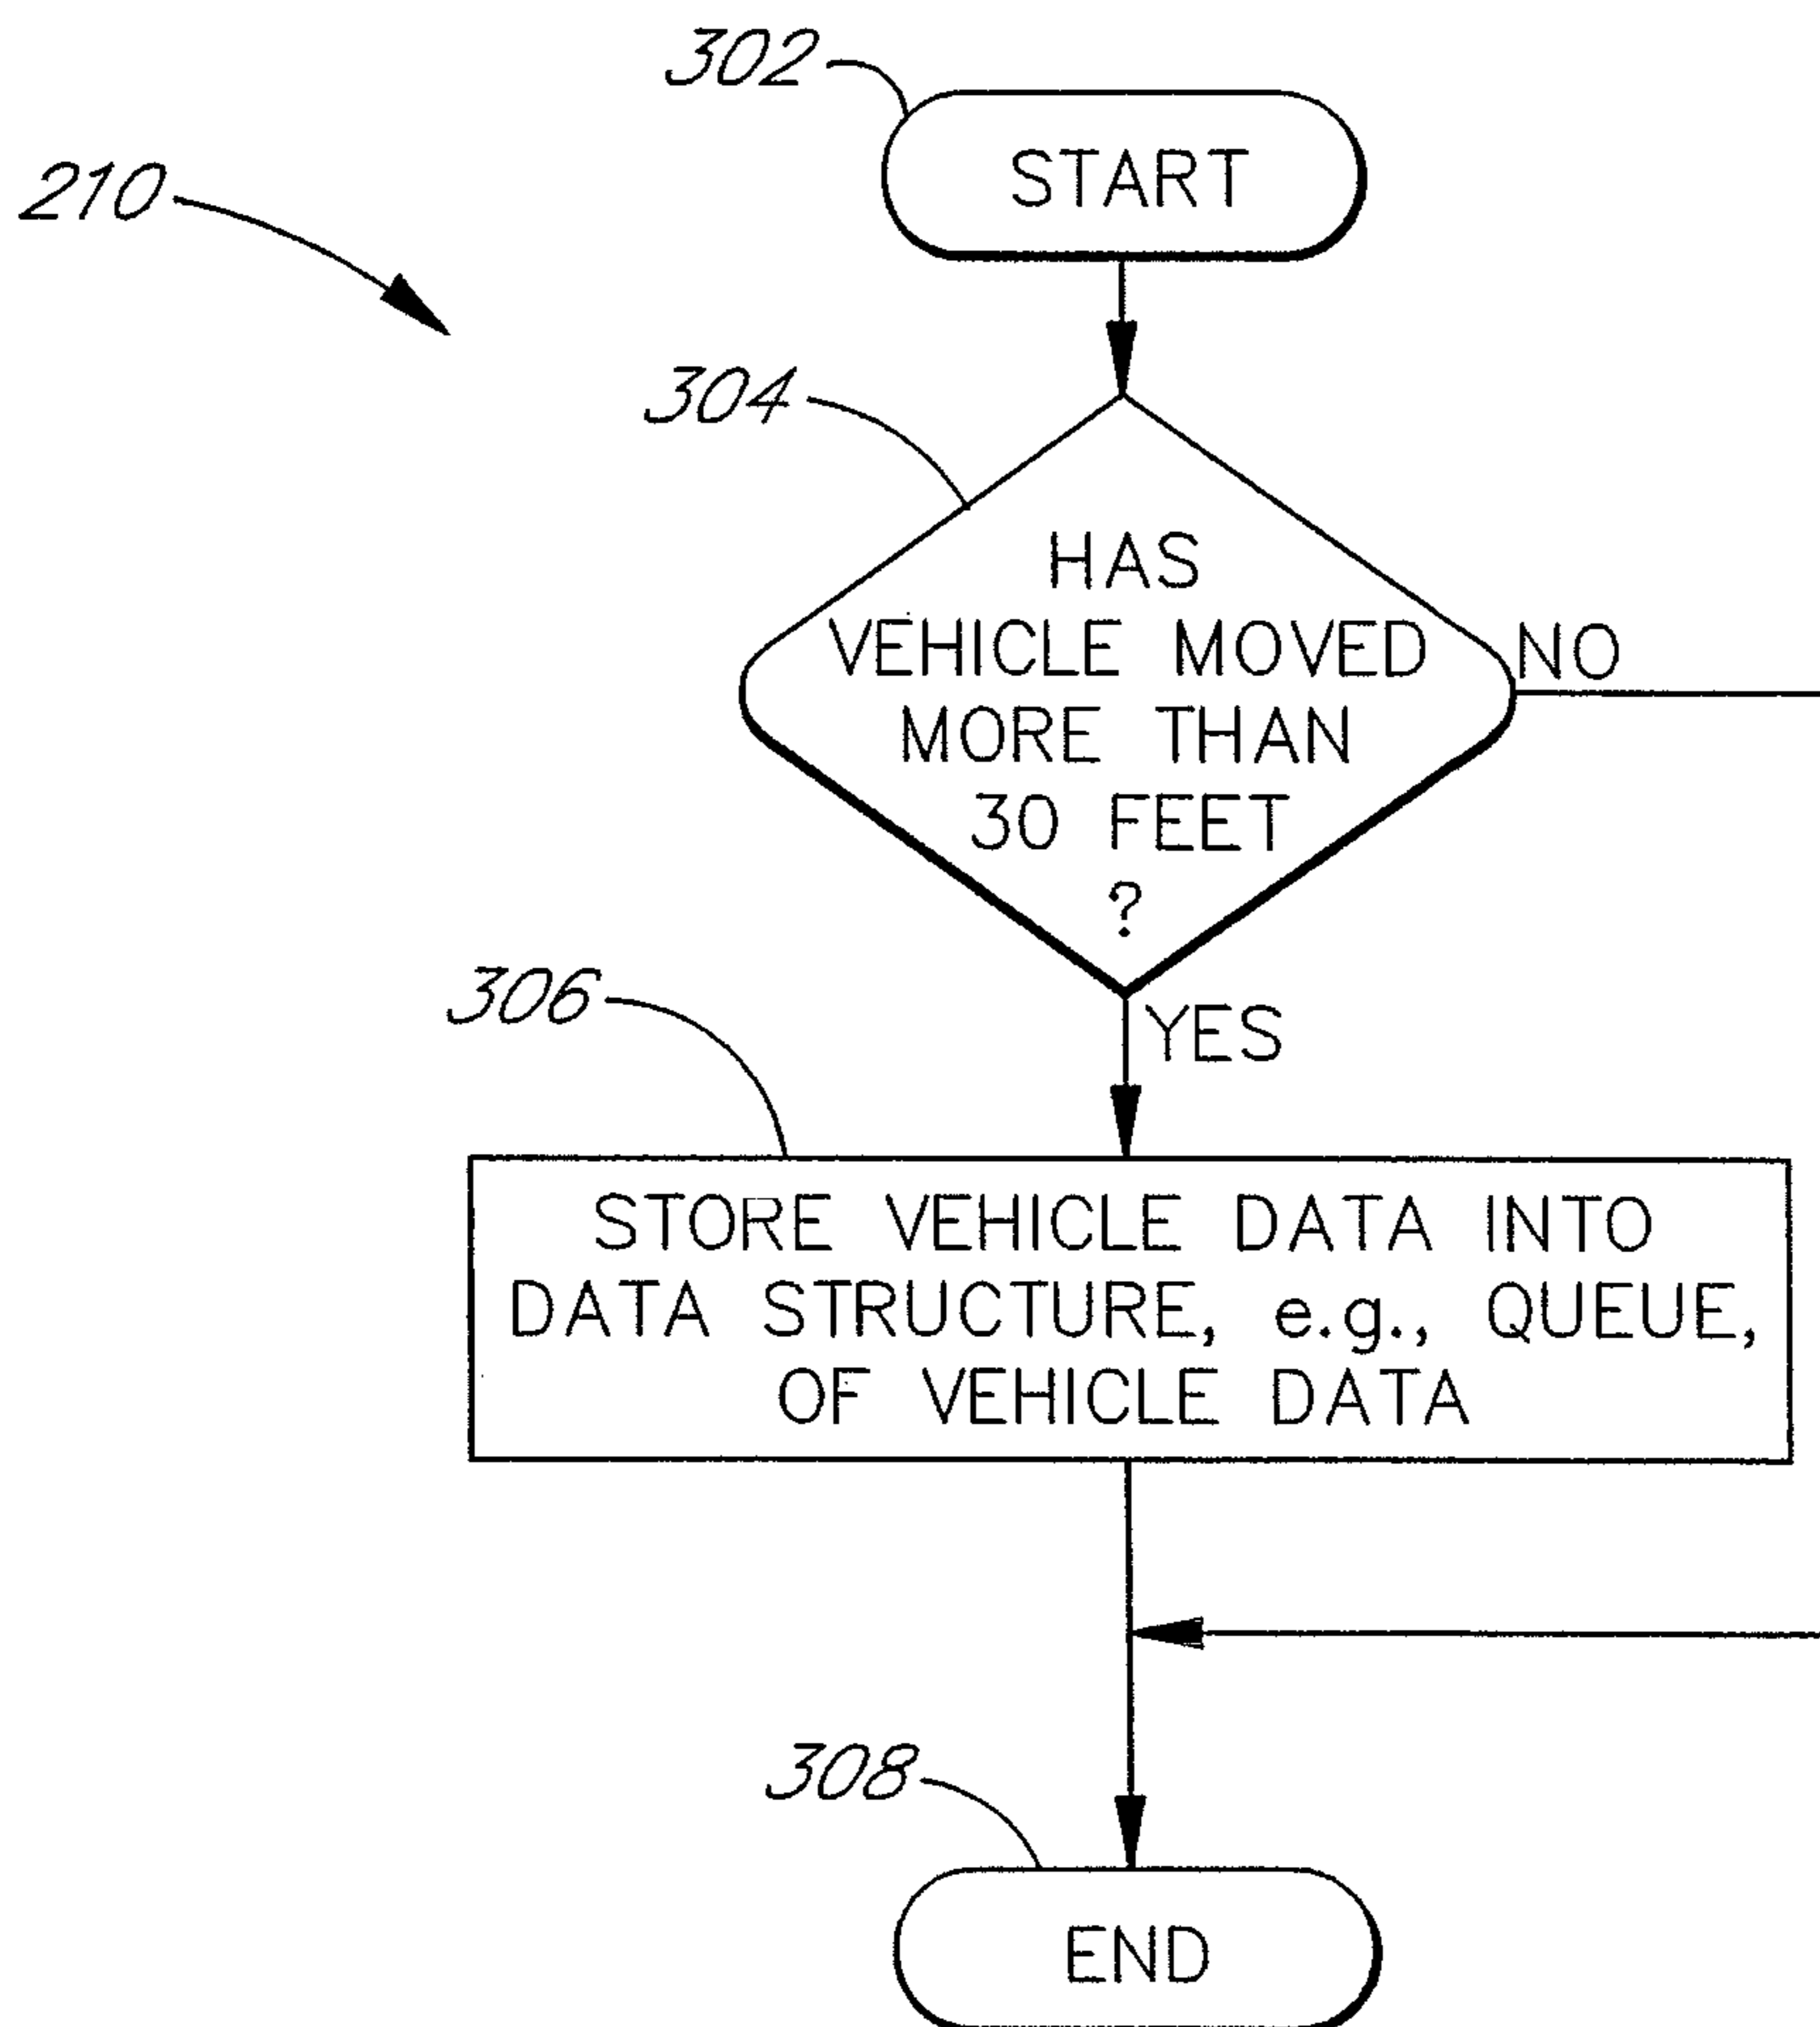 302
START
210
304
HAS
VEHICLE MOVED
MORE THAN
30 FEET
?
NO
YES
306
STORE VEHICLE DATA INTO
DATA STRUCTURE, e.g., QUEUE,
OF VEHICLE DATA
308
END